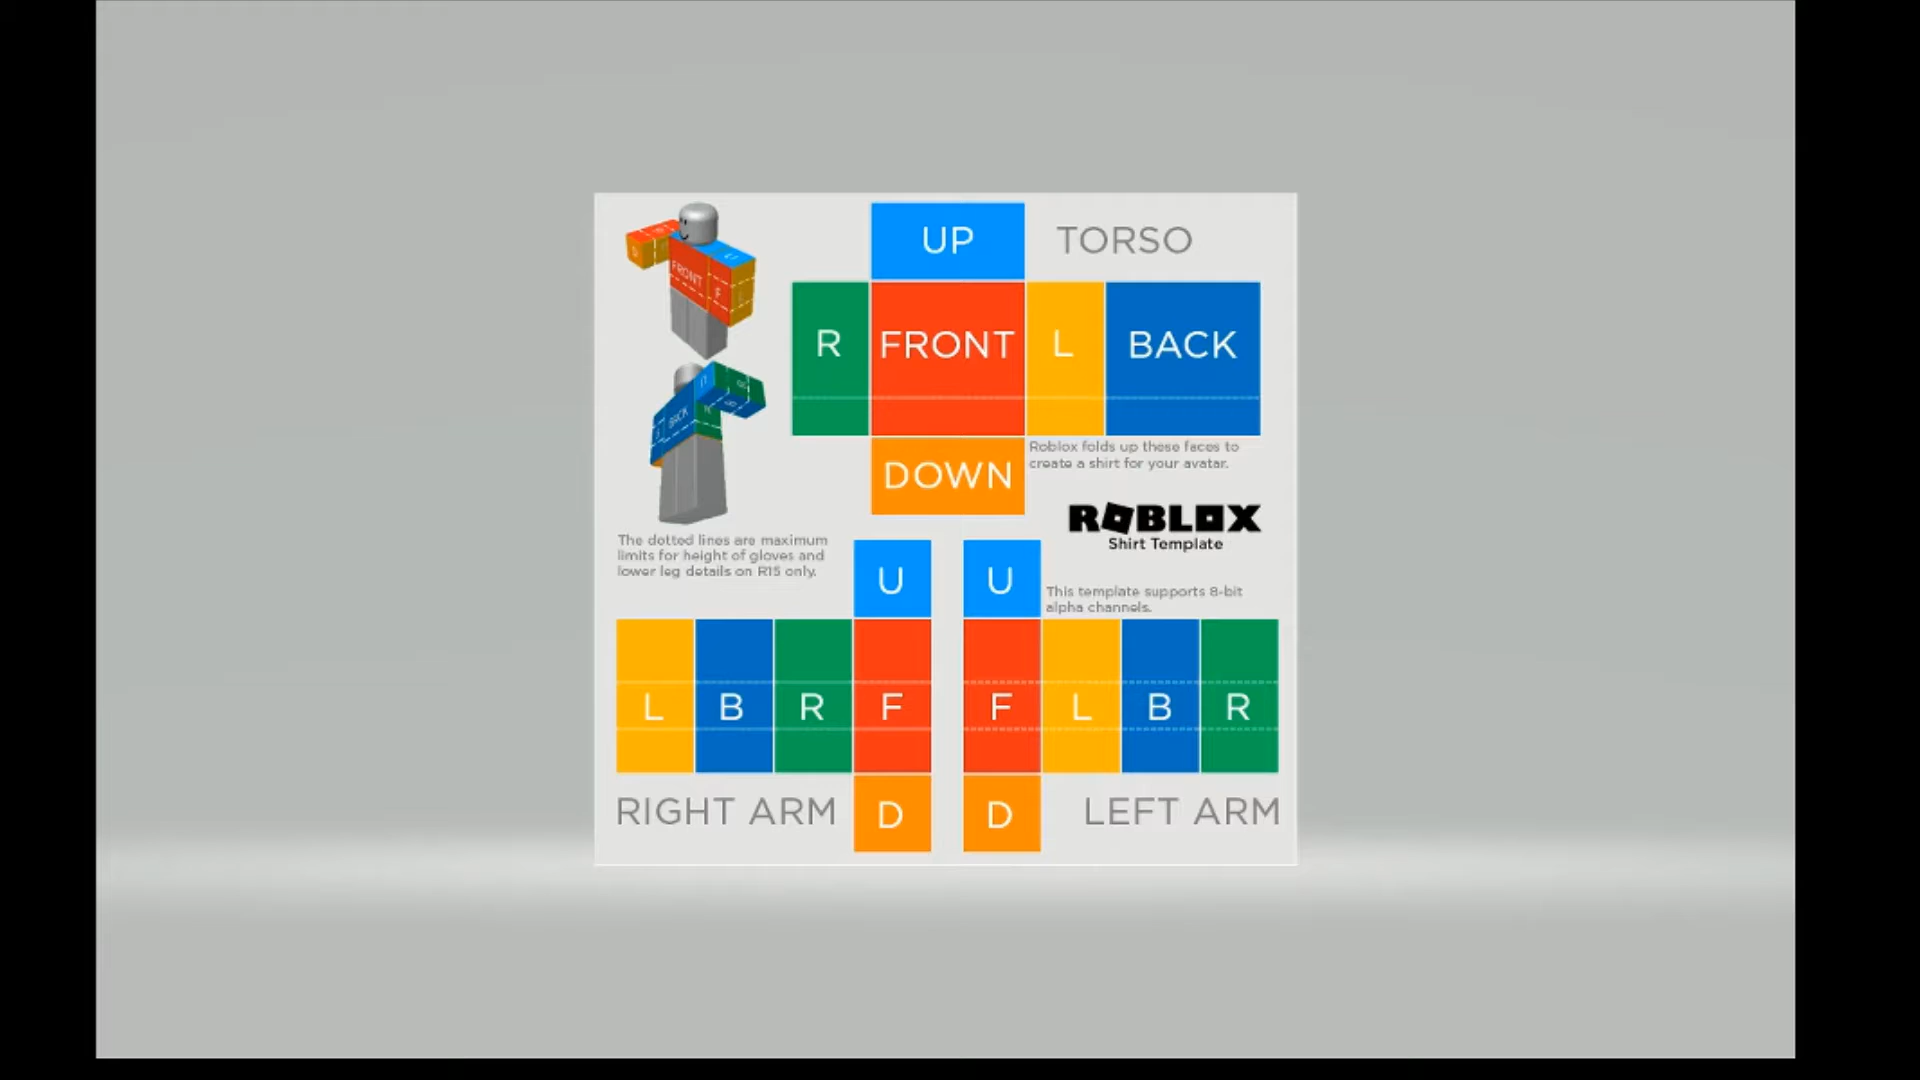 UP
TORSO
R
FRONT
L
BACK
DOWN
Roblox folds up these faces to
create a shirt for your avatar.
ROBLOX
Shirt Template
The dotted lines are maximum
limits for height of gloves and
lower leg details on R15 only.
U
U
This template supports 8-bit
alpha channels.
L
B
R
F
F
L
B
R
RIGHT ARM
D
D
LEFT ARM
FRONT
F
BACK